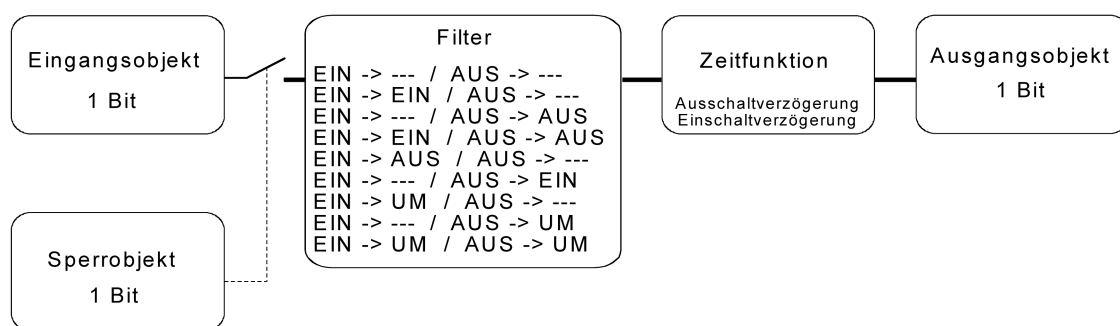 Eingangsobjekt
1 Bit
Sperrobjekt
1 Bit
Filter
EIN -> --- / AUS -> ---
EIN -> EIN / AUS -> ---
EIN -> --- / AUS -> AUS
EIN -> EIN / AUS -> AUS
EIN -> AUS / AUS -> ---
EIN -> --- / AUS -> EIN
EIN -> UM / AUS -> ---
EIN -> --- / AUS -> UM
EIN -> UM / AUS -> UM
Zeitfunktion
Ausschaltverzögerung
Einschaltverzögerung
Ausgangsobjekt
1 Bit